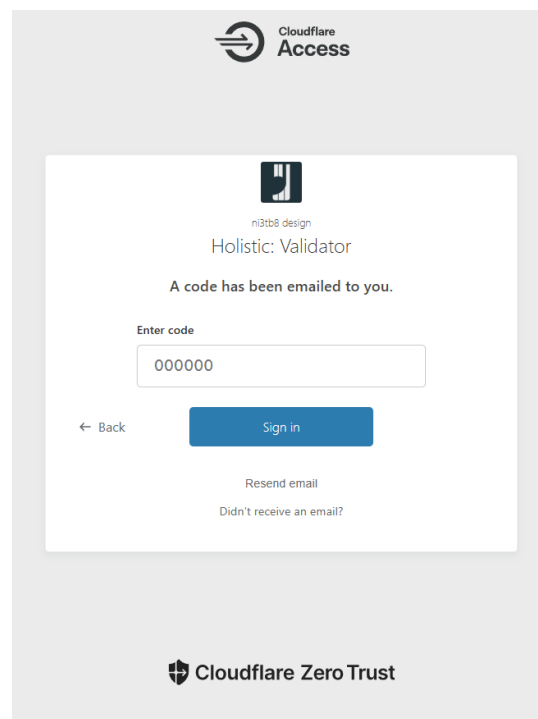 Cloudflare
Access
ni3tb8 design
Holistic: Validator
A code has been emailed to you.
Enter code
000000
← Back
Sign in
Resend email
Didn't receive an email?
Cloudflare Zero Trust